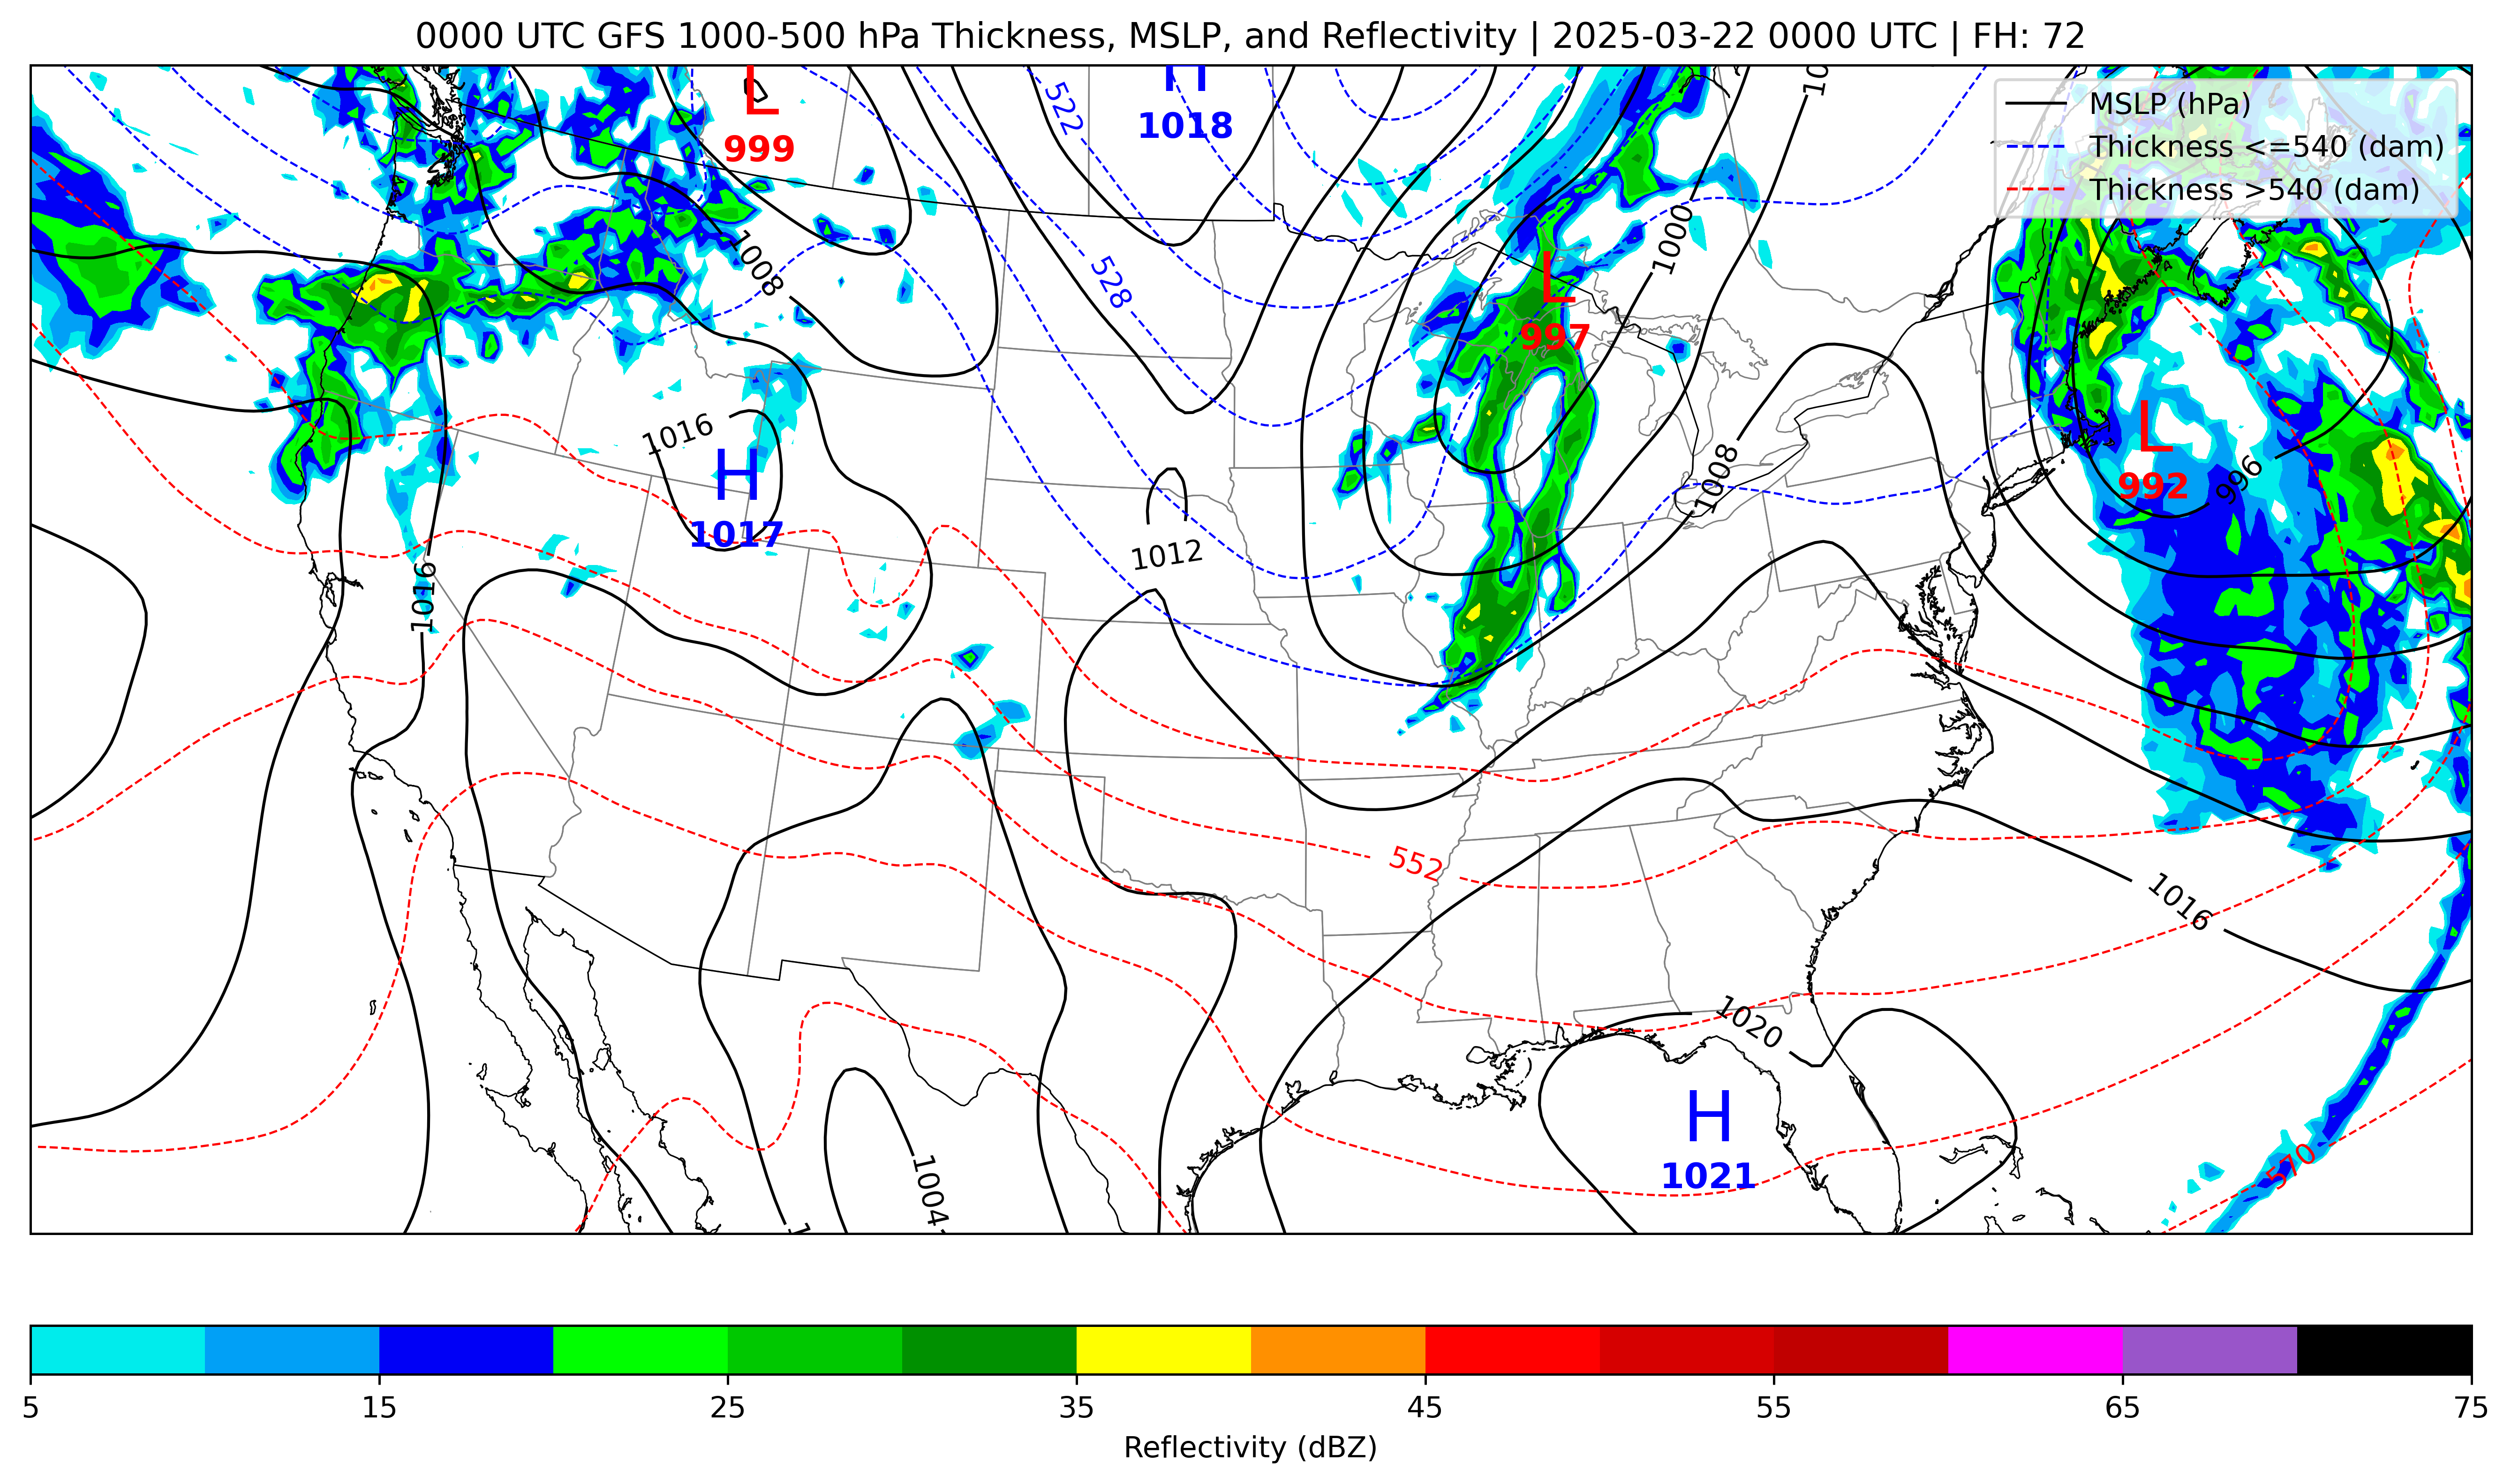 0000 UTC GFS 1000-500 hPa Thickness, MSLP, and Reflectivity | 2025-03-22 0000 UTC | FH: 72
MSLP (hPa)
Thickness <=540 (dam)
Thickness >540 (dam)
L
999
H
1018
522
528
1008
1000
L
997
1016
H
1017
1012
1008
L
992
996
1016
552
1016
1020
H
1021
1004
570
5 15 25 35 45 55 65 75
Reflectivity (dBZ)